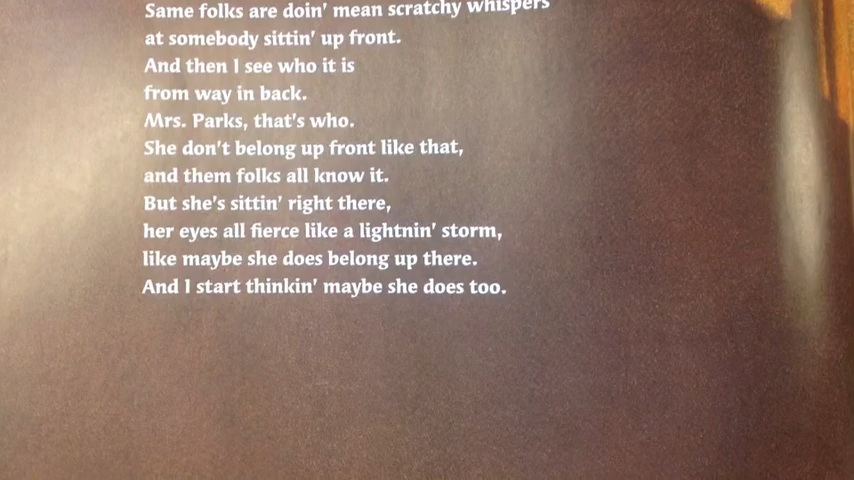 Same folks are doin' mean scratchy whispers
at somebody sittin' up front.
And then I see who it is
from way in back.
Mrs. Parks, that's who.
She don't belong up front like that,
and them folks all know it.
But she's sittin' right there,
her eyes all fierce like a lightnin' storm,
like maybe she does belong up there.
And I start thinkin' maybe she does too.